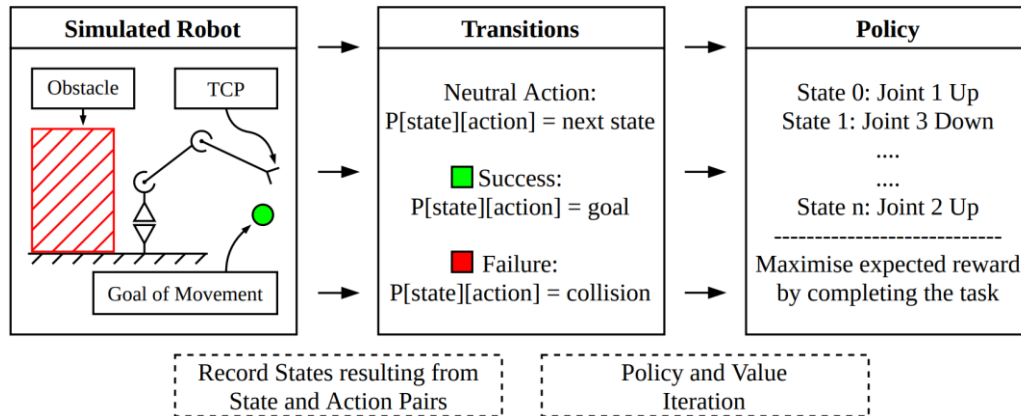 Simulated Robot
Obstacle
TCP
Goal of Movement
Transitions
Neutral Action:
P[state][action] = next state
Success:
P[state][action] = goal
Failure:
P[state][action] = collision
Policy
State 0: Joint 1 Up
State 1: Joint 3 Down
....
....
State n: Joint 2 Up
----------------------------
Maximise expected reward
by completing the task
Record States resulting from
State and Action Pairs
Policy and Value
Iteration